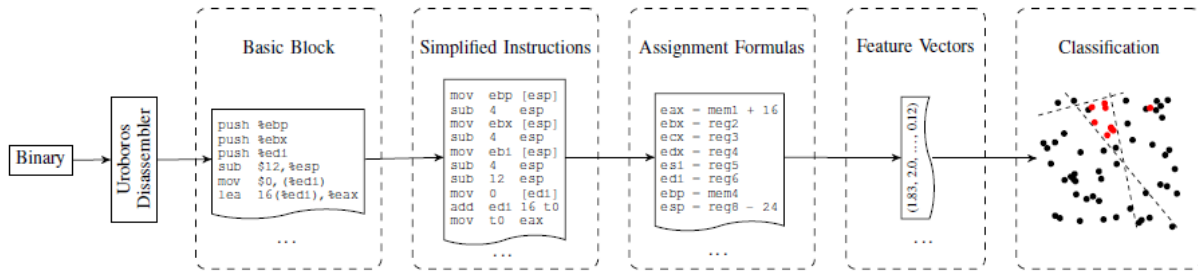 Binary
Uroboros
Disassembler
Basic Block
push %ebp
push %ebx
push %edi
sub $12,%esp
mov $0,(%edi)
lea 16(%edi),%eax
...
Simplified Instructions
mov ebp [esp]
sub 4 esp
mov ebx [esp]
sub 4 esp
mov ebi [esp]
sub 4 esp
sub 12 esp
mov 0 [edi]
add edi 16 t0
mov t0 eax
...
Assignment Formulas
eax = mem1 + 16
ebx = reg2
ecx = reg3
edx = reg4
esi = reg5
edi = reg6
ebp = mem4
esp = reg8 - 24
...
Feature Vectors
(1.83, 2.0, ..., 0.12)
...
Classification